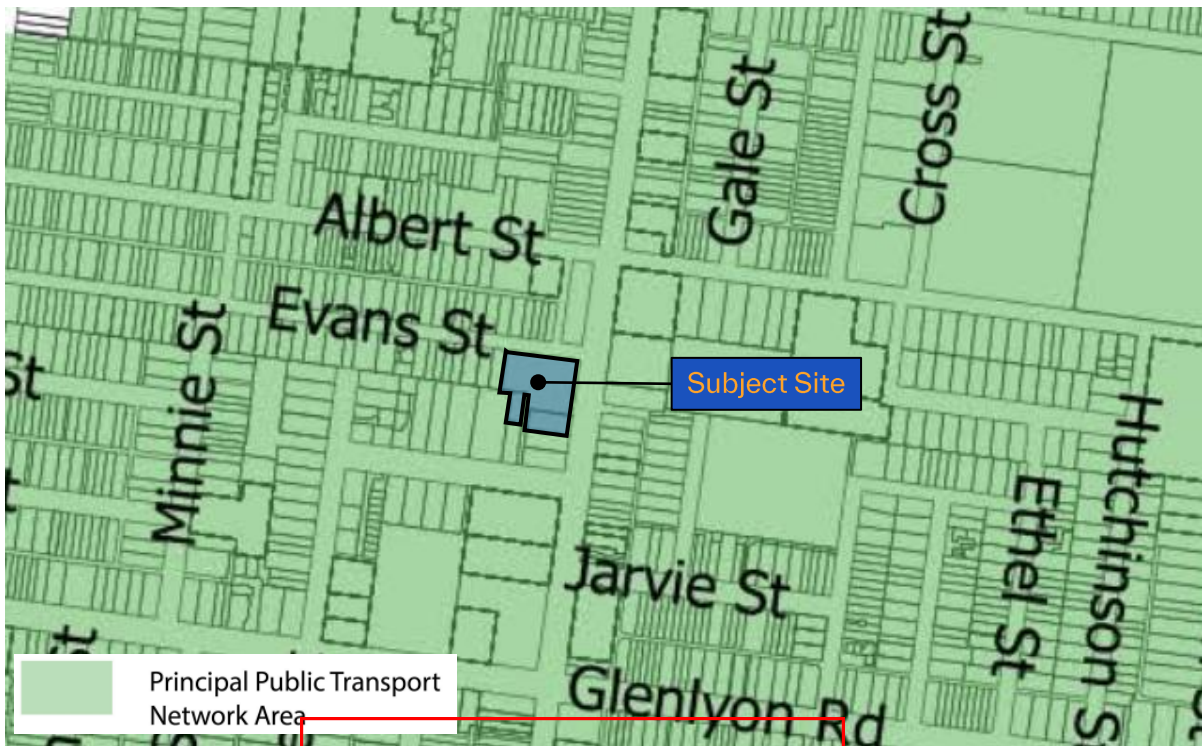 Gale St
Cross St
Albert St
Evans St
Minnie St
St
Subject Site
Hutchinson S
Ethel St
Jarvie St
Glenlyon Rd
st
Principal Public Transport
Network Area